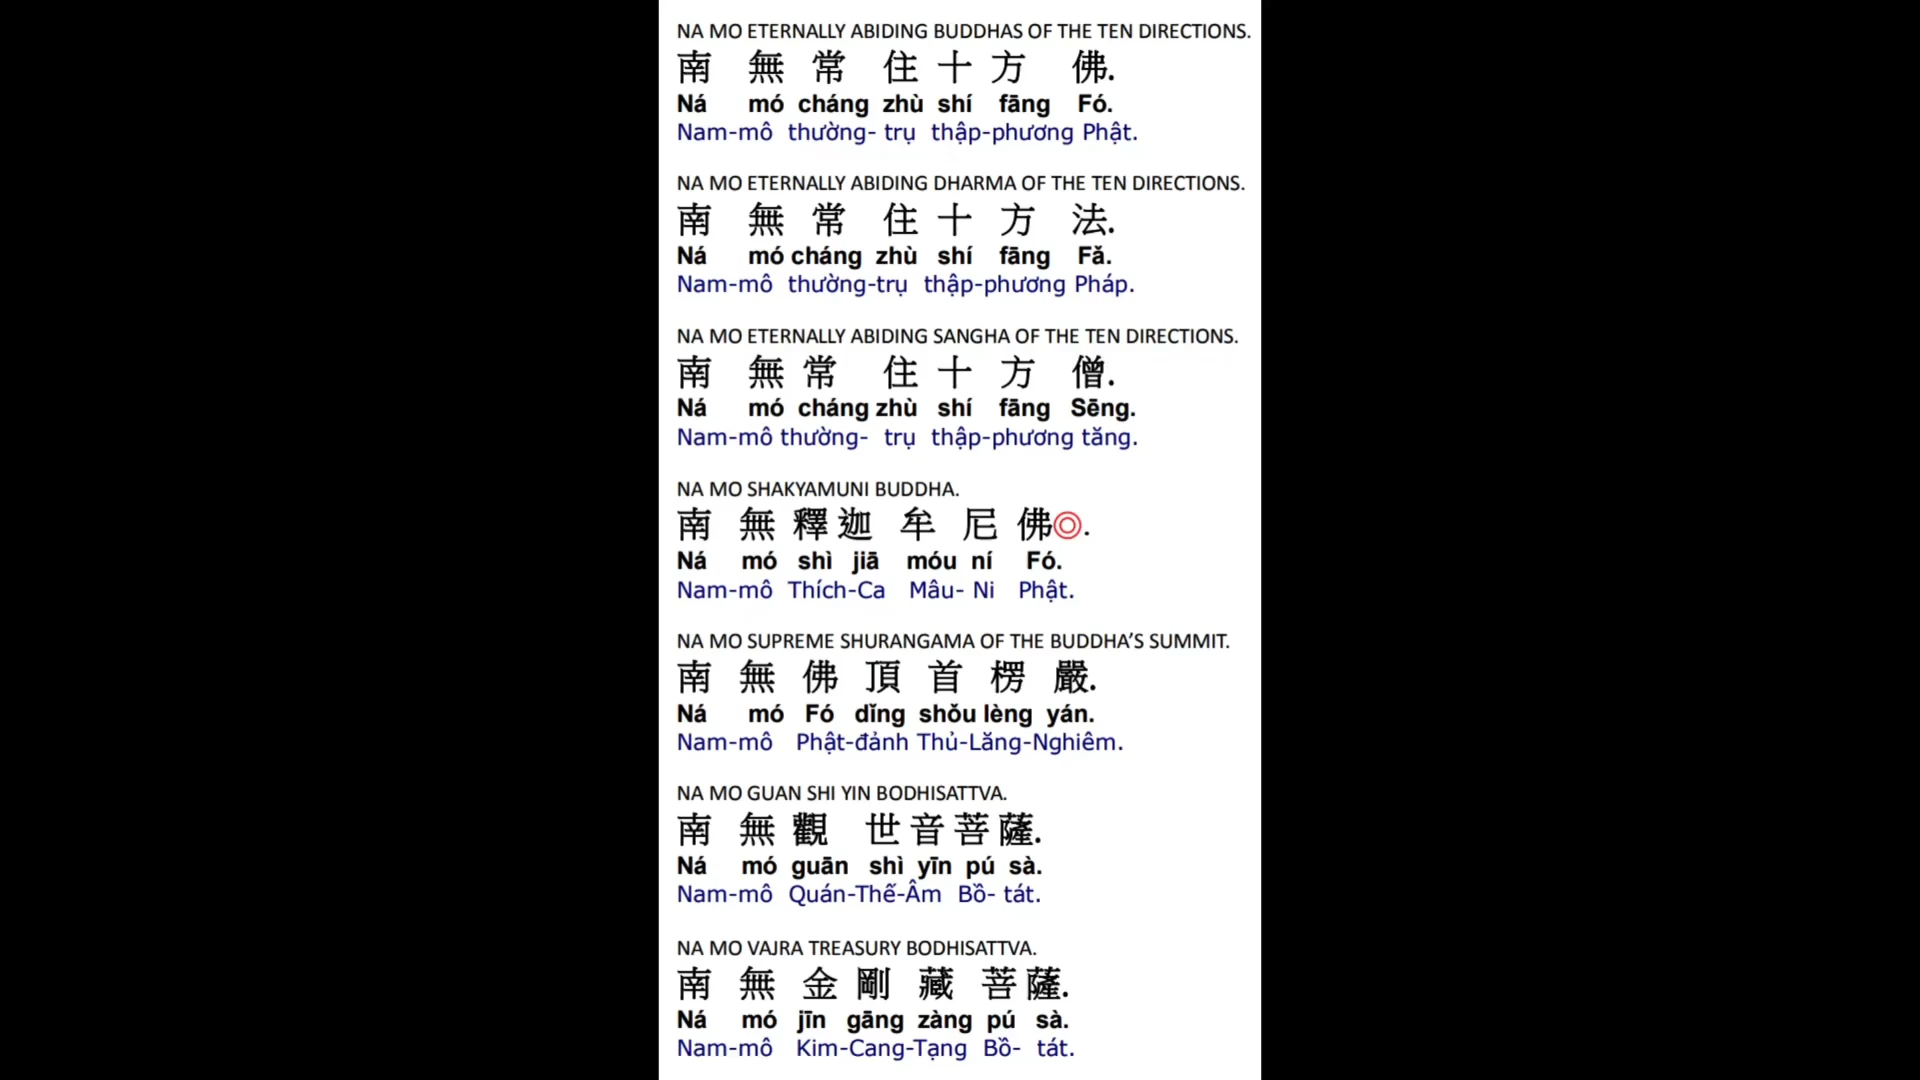 NA MO ETERNALLY ABIDING BUDDHAS OF THE TEN DIRECTIONS.
南 無 常 住 十 方 佛.
Ná mó cháng zhù shí fāng Fó.
Nam-mô thường- trụ thập-phương Phật.
NA MO ETERNALLY ABIDING DHARMA OF THE TEN DIRECTIONS.
南 無 常 住 十 方 法.
Ná mó cháng zhù shí fāng Fǎ.
Nam-mô thường-trụ thập-phương Pháp.
NA MO ETERNALLY ABIDING SANGHA OF THE TEN DIRECTIONS.
南 無 常 住 十 方 僧.
Ná mó cháng zhù shí fāng Sēng.
Nam-mô thường- trụ thập-phương tăng.
NA MO SHAKYAMUNI BUDDHA.
南 無 釋 迦 牟 尼 佛◎.
Ná mó shì jiā móu ní Fó.
Nam-mô Thích-Ca Mâu- Ni Phật.
NA MO SUPREME SHURANGAMA OF THE BUDDHA’S SUMMIT.
南 無 佛 頂 首 楞 嚴.
Ná mó Fó dǐng shǒu lèng yán.
Nam-mô Phật-đảnh Thủ-Lăng-Nghiêm.
NA MO GUAN SHI YIN BODHISATTVA.
南 無 觀 世 音 菩 薩.
Ná mó guān shì yīn pú sà.
Nam-mô Quán-Thế-Âm Bồ- tát.
NA MO VAJRA TREASURY BODHISATTVA.
南 無 金 剛 藏 菩 薩.
Ná mó jīn gāng zàng pú sà.
Nam-mô Kim-Cang-Tạng Bồ- tát.